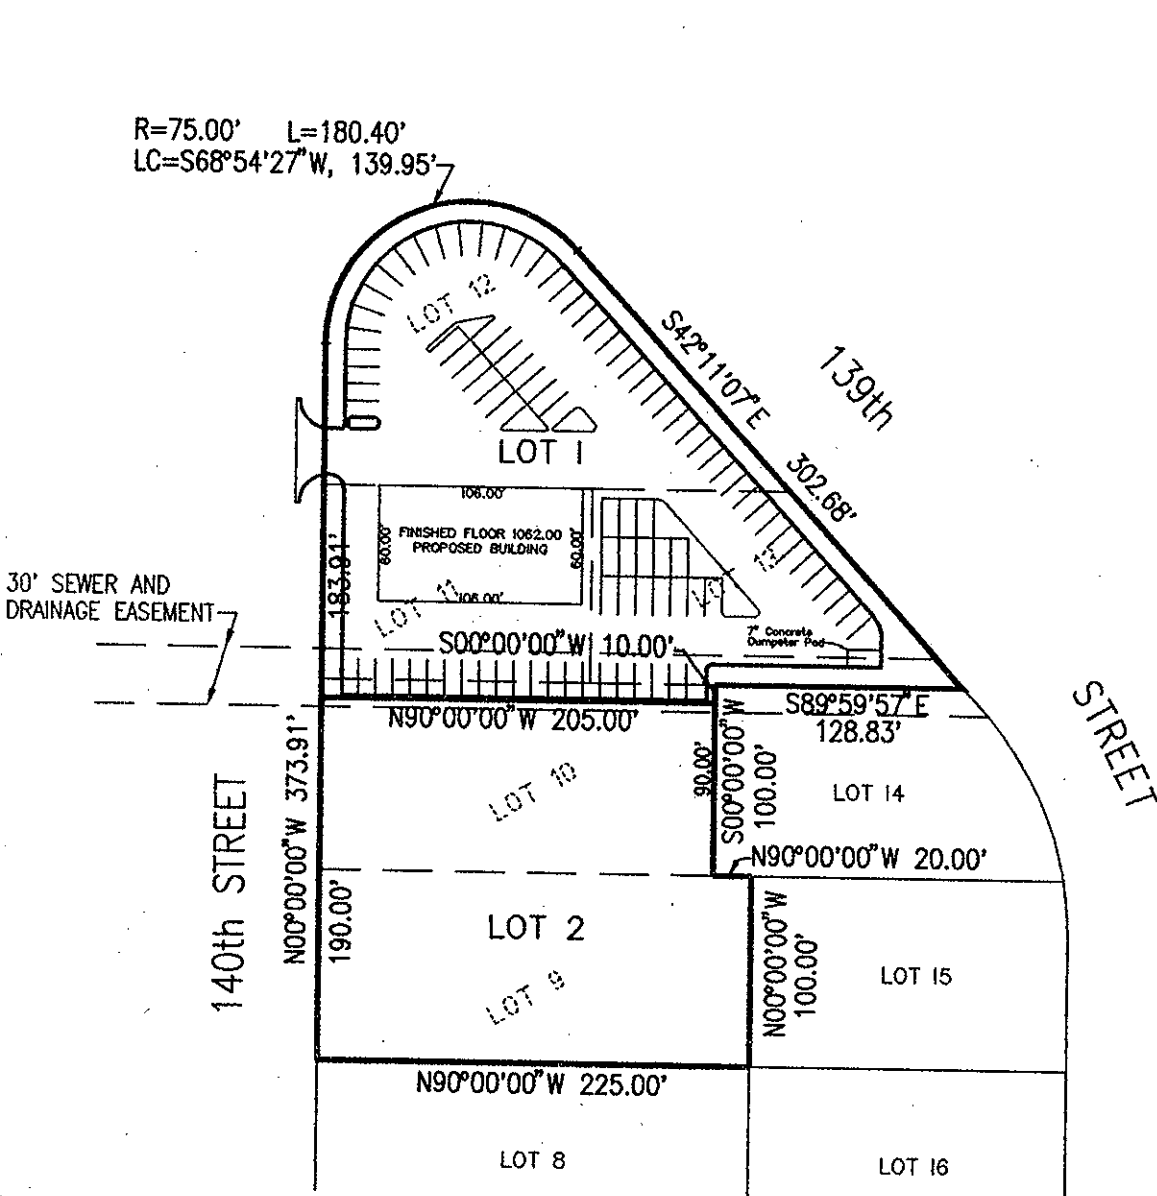 R=75.00' L=180.40'
LC=S68°54'27"W, 139.95'
LOT 12
S42°11'07"E
302.68'
139th
STREET
LOT 1
106.00'
60.00'
FINISHED FLOOR 1062.00
PROPOSED BUILDING
60.00'
106.00'
LOT 11
LOT 13
183.91'
30' SEWER AND
DRAINAGE EASEMENT
7" Concrete
Dumpster Pad
S00°00'00"W 10.00'
N90°00'00"W 205.00'
S89°59'57"E
128.83'
LOT 10
90.00'
S00°00'00"W
100.00'
LOT 14
N90°00'00"W 20.00'
140th STREET
N00°00'00"W 373.91'
190.00'
LOT 2
LOT 9
N00°00'00"W
100.00'
LOT 15
N90°00'00"W 225.00'
LOT 8
LOT 16